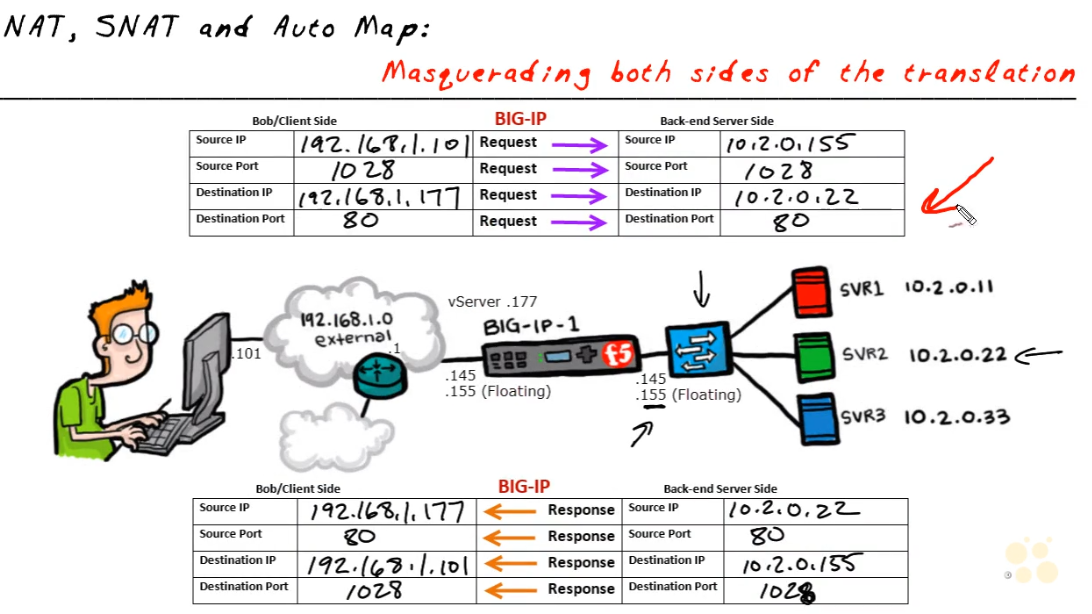 NAT, SNAT and Auto Map:
Masquerading both sides of the translation
Bob/Client Side BIG-IP Back-end Server Side
Source IP 192.168.1.101 Request Source IP 10.2.0.155
Source Port 1028 Request Source Port 1028
Destination IP 192.168.1.177 Request Destination IP 10.2.0.22
Destination Port 80 Request Destination Port 80
192.168.1.0
external
.1
.101
vServer .177
BIG-IP-1
f5
.145
.155 (Floating)
.145
.155 (Floating)
SVR1 10.2.0.11
SVR2 10.2.0.22
SVR3 10.2.0.33
Bob/Client Side BIG-IP Back-end Server Side
Source IP 192.168.1.177 Response Source IP 10.2.0.22
Source Port 80 Response Source Port 80
Destination IP 192.168.1.101 Response Destination IP 10.2.0.155
Destination Port 1028 Response Destination Port 1028